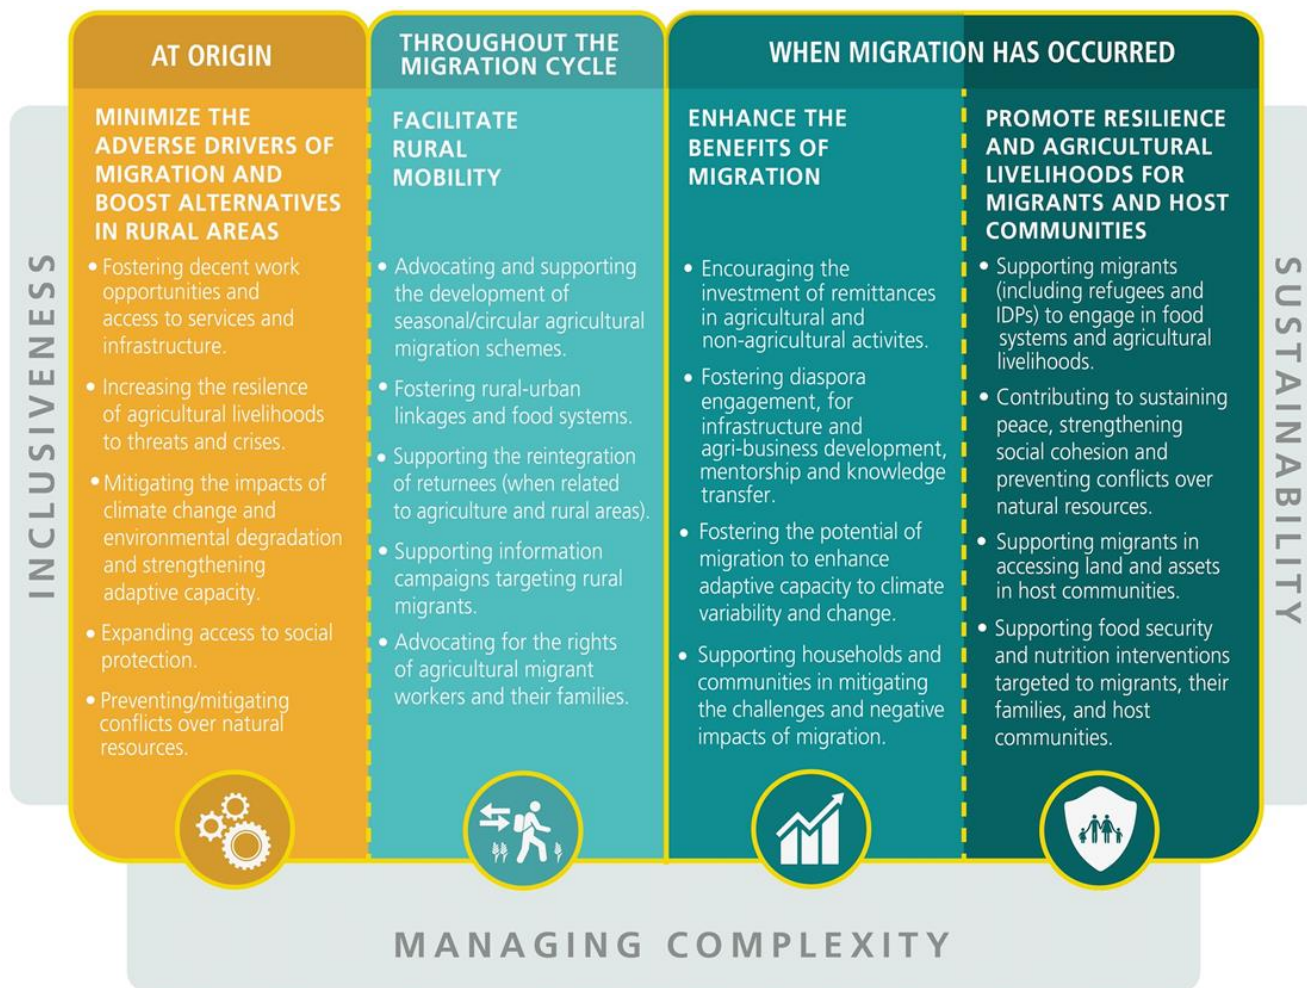 AT ORIGIN
MINIMIZE THE
ADVERSE DRIVERS OF
MIGRATION AND
BOOST ALTERNATIVES
IN RURAL AREAS
• Fostering decent work
opportunities and
access to services and
infrastructure.
• Increasing the resilence
of agricultural livelihoods
to threats and crises.
• Mitigating the impacts of
climate change and
environmental degradation
and strengthening
adaptive capacity.
• Expanding access to social
protection.
• Preventing/mitigating
conflicts over natural
resources.
THROUGHOUT THE
MIGRATION CYCLE
FACILITATE
RURAL
MOBILITY
• Advocating and supporting
the development of
seasonal/circular agricultural
migration schemes.
• Fostering rural-urban
linkages and food systems.
• Supporting the reintegration
of returnees (when related
to agriculture and rural areas).
• Supporting information
campaigns targeting rural
migrants.
• Advocating for the rights
of agricultural migrant
workers and their families.
WHEN MIGRATION HAS OCCURRED
ENHANCE THE
BENEFITS OF
MIGRATION
• Encouraging the
investment of remittances
in agricultural and
non-agricultural activites.
• Fostering diaspora
engagement, for
infrastructure and
agri-business development,
mentorship and knowledge
transfer.
• Fostering the potential of
migration to enhance
adaptive capacity to climate
variability and change.
• Supporting households and
communities in mitigating
the challenges and negative
impacts of migration.
PROMOTE RESILIENCE
AND AGRICULTURAL
LIVELIHOODS FOR
MIGRANTS AND HOST
COMMUNITIES
• Supporting migrants
(including refugees and
IDPs) to engage in food
systems and agricultural
livelihoods.
• Contributing to sustaining
peace, strengthening
social cohesion and
preventing conflicts over
natural resources.
• Supporting migrants in
accessing land and assets
in host communities.
• Supporting food security
and nutrition interventions
targeted to migrants, their
families, and host
communities.
INCLUSIVENESS
SUSTAINABILITY
MANAGING COMPLEXITY